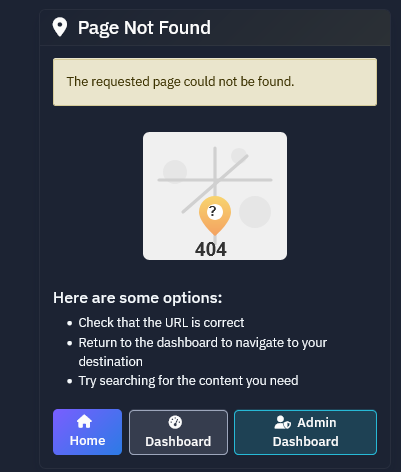 Page Not Found
The requested page could not be found.
?
404
Here are some options:
• Check that the URL is correct
• Return to the dashboard to navigate to your
destination
• Try searching for the content you need
Home
Dashboard
Admin
Dashboard